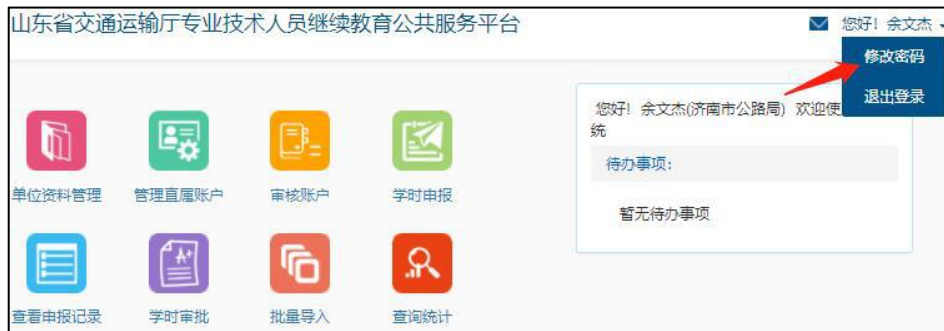 山东省交通运输厅专业技术人员继续教育公共服务平台
您好！余文杰
修改密码
退出登录
您好！余文杰(济南市公路局) 欢迎使
统
待办事项：
暂无待办事项
单位资料管理 管理直属账户 审核账户 学时申报
查看申报记录 学时审批 批量导入 查询统计